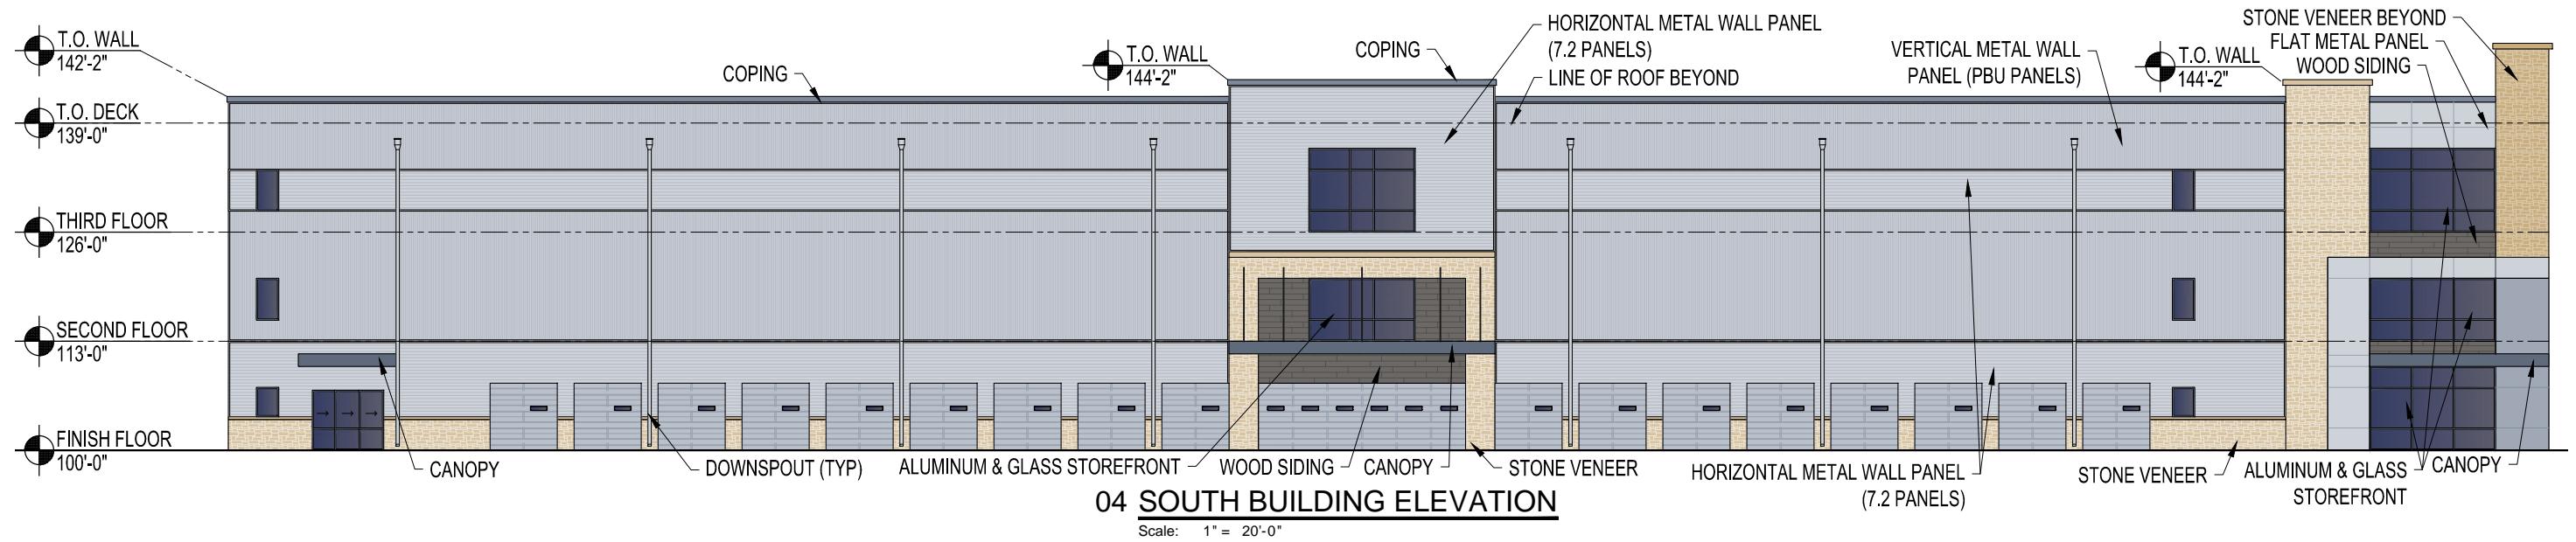 T.O. WALL
142'-2"
T.O. DECK
139'-0"
THIRD FLOOR
126'-0"
SECOND FLOOR
113'-0"
FINISH FLOOR
100'-0"
COPING
T.O. WALL
144'-2"
COPING
HORIZONTAL METAL WALL PANEL
(7.2 PANELS)
LINE OF ROOF BEYOND
VERTICAL METAL WALL
PANEL (PBU PANELS)
T.O. WALL
144'-2"
STONE VENEER BEYOND
FLAT METAL PANEL
WOOD SIDING
CANOPY
DOWNSPOUT (TYP)
ALUMINUM & GLASS STOREFRONT
WOOD SIDING
CANOPY
STONE VENEER
HORIZONTAL METAL WALL PANEL
(7.2 PANELS)
STONE VENEER
ALUMINUM & GLASS
STOREFRONT
CANOPY
04 SOUTH BUILDING ELEVATION
Scale: 1" = 20'-0"